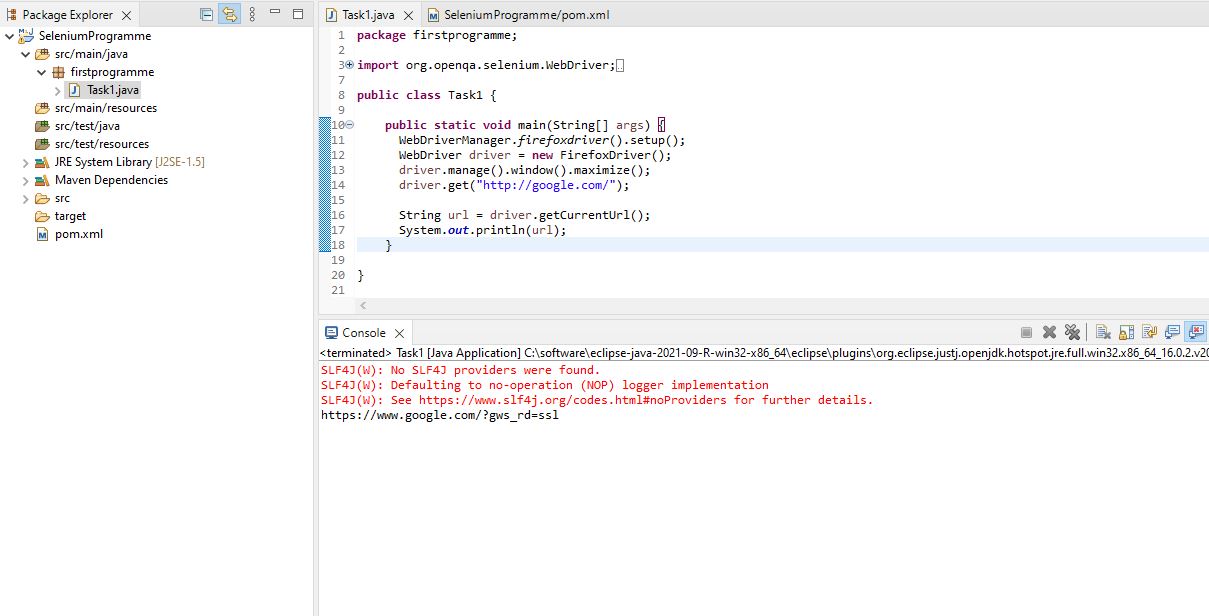 Package Explorer
SeleniumProgramme
src/main/java
firstprogramme
Task1.java
src/main/resources
src/test/java
src/test/resources
JRE System Library [J2SE-1.5]
Maven Dependencies
src
target
pom.xml
Task1.java
SeleniumProgramme/pom.xml
1 package firstprogramme;
2
3 import org.openqa.selenium.WebDriver;
7
8 public class Task1 {
9
10 public static void main(String[] args) {
11 WebDriverManager.firefoxdriver().setup();
12 WebDriver driver = new FirefoxDriver();
13 driver.manage().window().maximize();
14 driver.get("http://google.com/");
15
16 String url = driver.getCurrentUrl();
17 System.out.println(url);
18 }
19
20 }
21
Console
<terminated> Task1 [Java Application] C:\software\eclipse-java-2021-09-R-win32-x86_64\eclipse\plugins\org.eclipse.justj.openjdk.hotspot.jre.full.win32.x86_64_16.0.2.v20
SLF4J(W): No SLF4J providers were found.
SLF4J(W): Defaulting to no-operation (NOP) logger implementation
SLF4J(W): See https://www.slf4j.org/codes.html#noProviders for further details.
https://www.google.com/?gws_rd=ssl